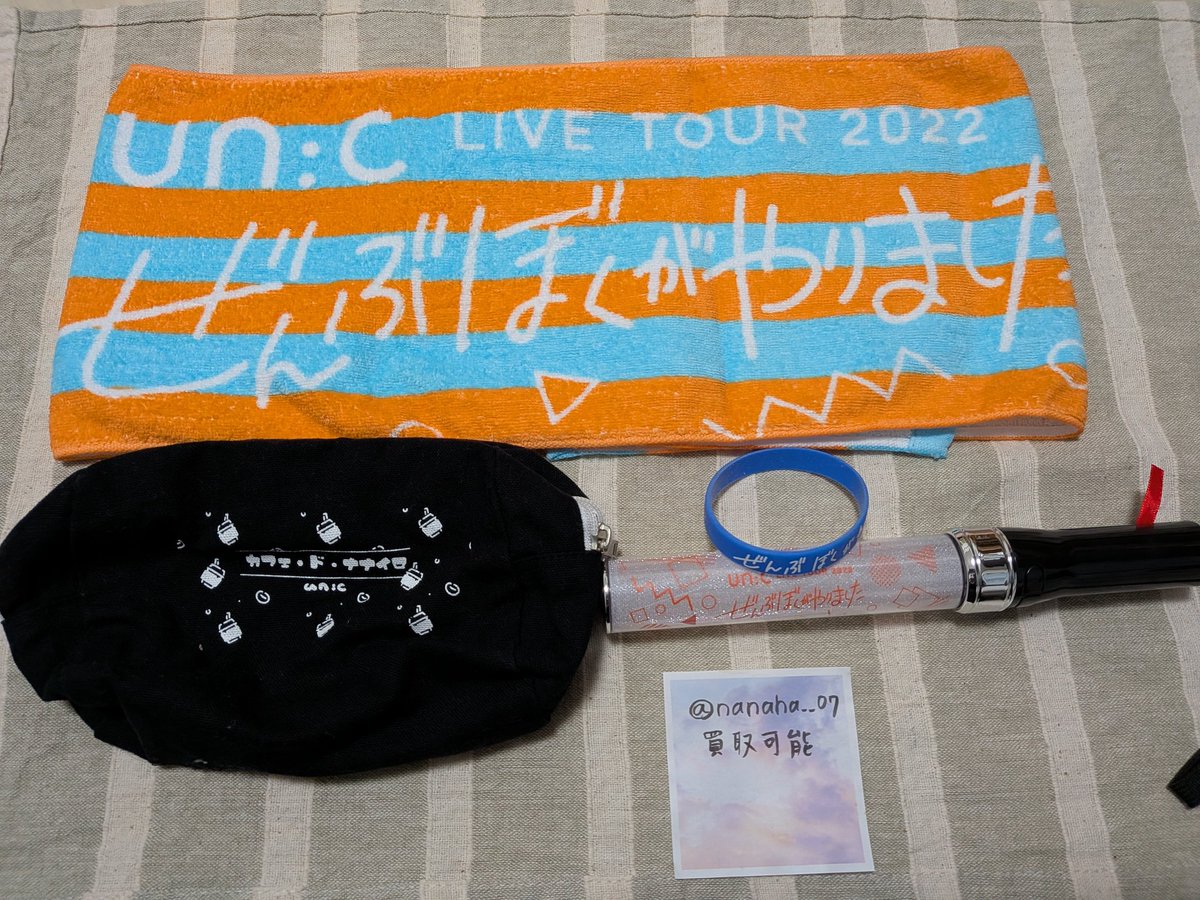 un:c LIVE TOUR 2022
ぜんぶぼくがやりました
カフェ・ド・ナナイロ
un:c
ぜんぶぼくが
un:c
ぜんぶぼくがやりました
@nanaha__07
買取可能